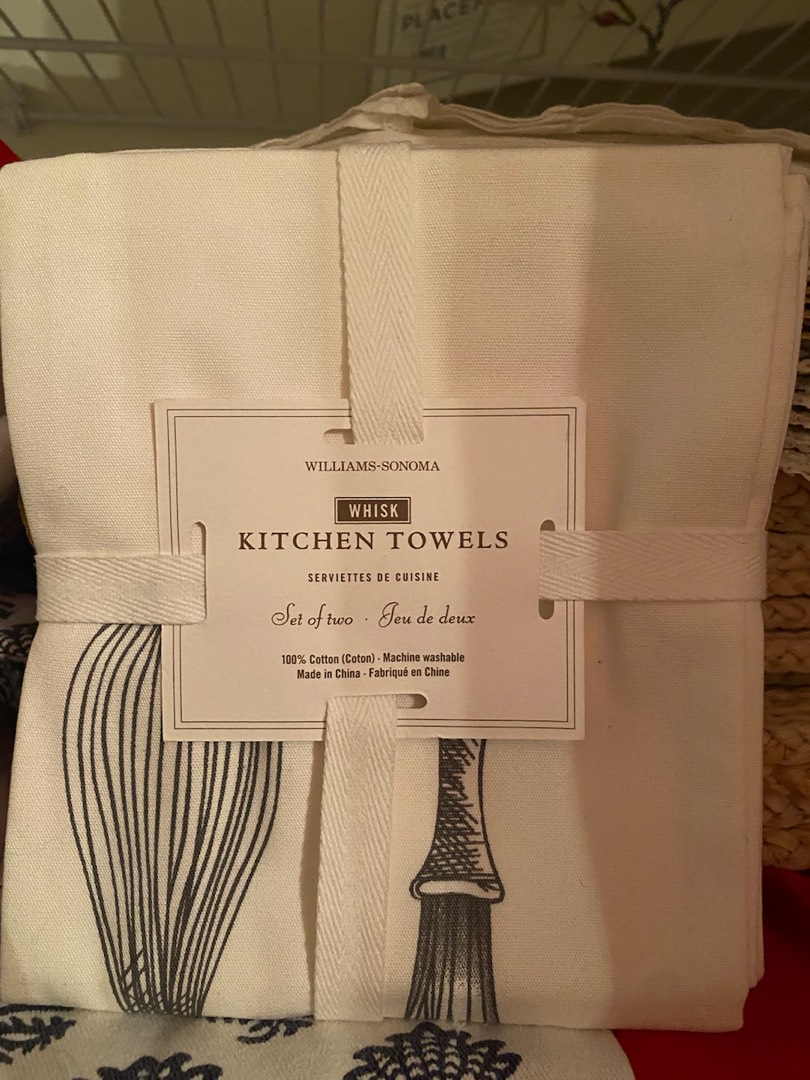 PLACE
WILLIAMS-SONOMA
WHISK
KITCHEN TOWELS
SERVIETTES DE CUISINE
Set of two · Jeu de deux
100% Cotton (Coton) · Machine washable
Made in China · Fabriqué en Chine